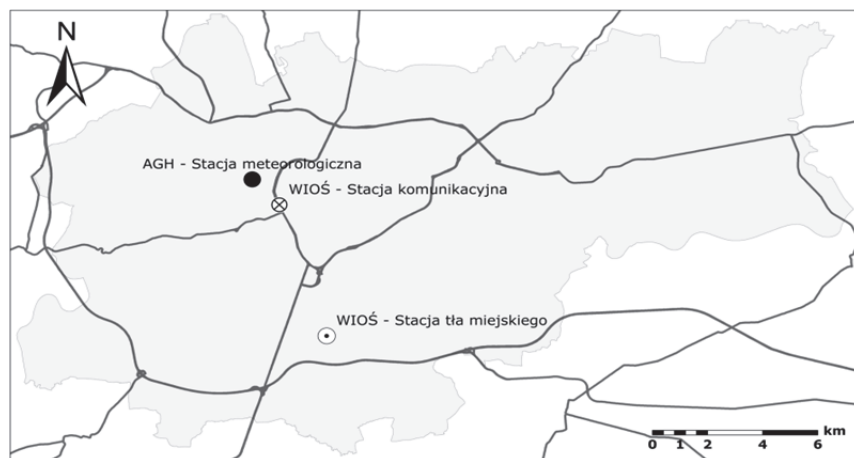 N
AGH - Stacja meteorologiczna
WIOŚ - Stacja komunikacyjna
WIOŚ - Stacja tła miejskiego
km
0 1 2 4 6